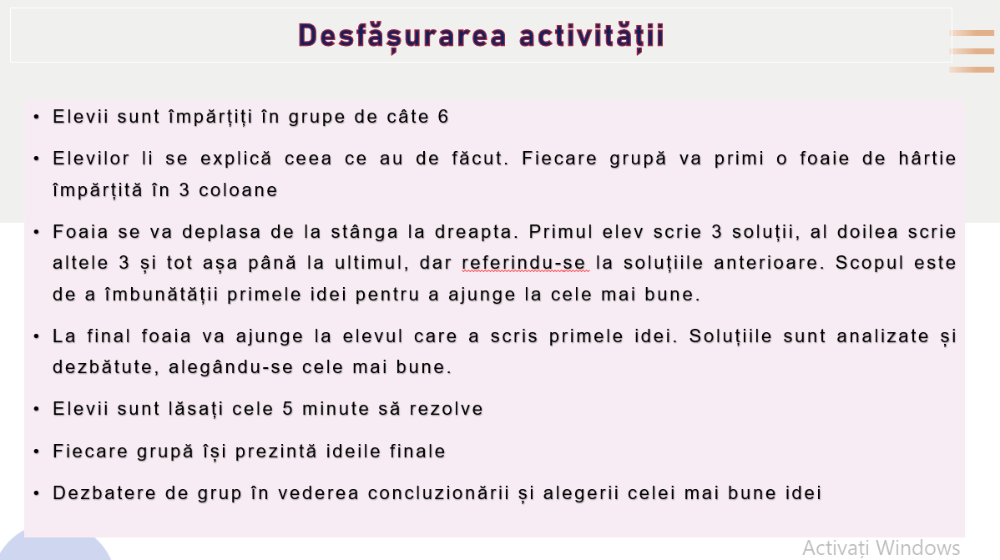 Desfășurarea activității
• Elevii sunt împărțiți în grupe de câte 6
• Elevilor li se explică ceea ce au de făcut. Fiecare grupă va primi o foaie de hârtie
împărțită în 3 coloane
• Foaia se va deplasa de la stânga la dreapta. Primul elev scrie 3 soluții, al doilea scrie
altele 3 și tot așa până la ultimul, dar referindu-se la soluțiile anterioare. Scopul este
de a îmbunătății primele idei pentru a ajunge la cele mai bune.
• La final foaia va ajunge la elevul care a scris primele idei. Soluțiile sunt analizate și
dezbătute, alegându-se cele mai bune.
• Elevii sunt lăsați cele 5 minute să rezolve
• Fiecare grupă își prezintă ideile finale
• Dezbatere de grup în vederea concluzionării și alegerii celei mai bune idei
Activați Windows